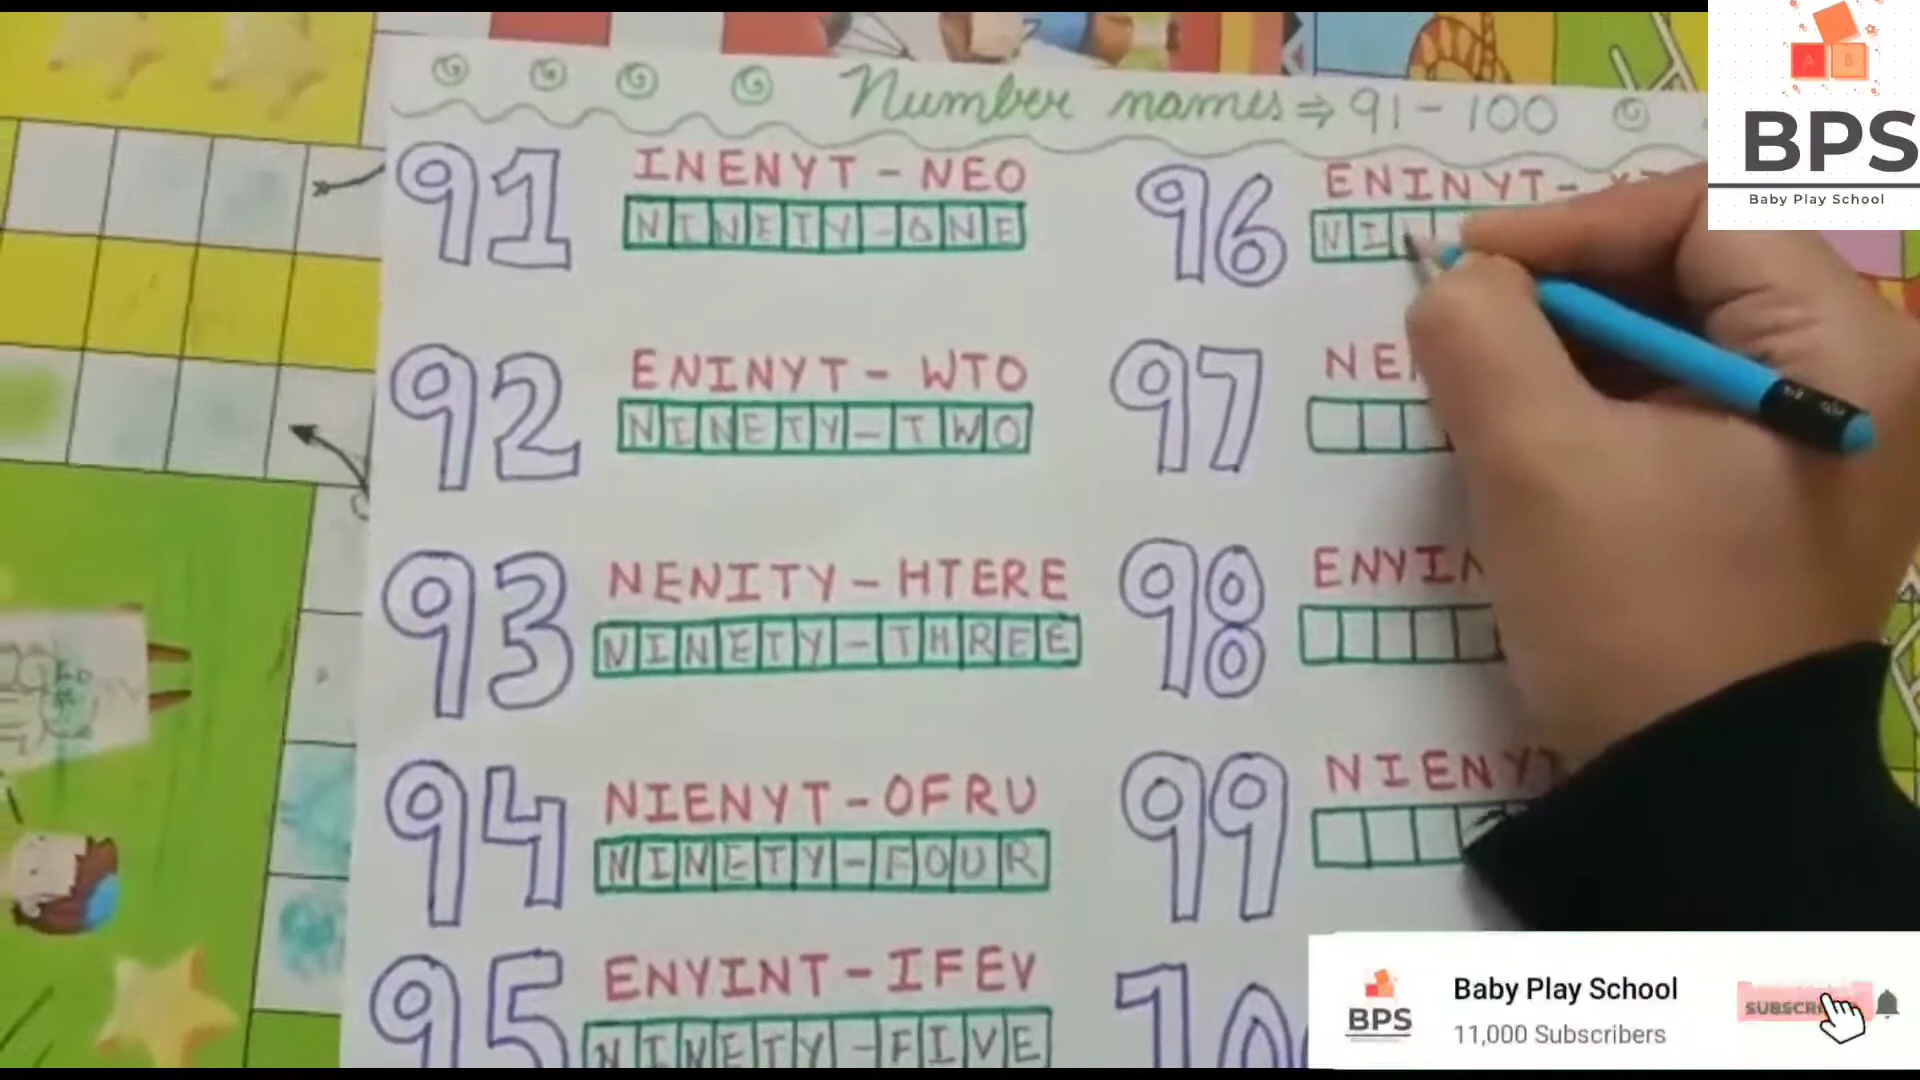 Number names ⇒ 91 - 100
91
INENYT - NEO
NINETY-ONE
92
ENINYT - WTO
NINETY-TWO
93
NENITY - HTERE
NINETY-THREE
94
NIENYT - OFRU
NINETY-FOUR
95
ENYINT - IFEV
NINETY-FIVE
96
ENINYT -
NI
97
98
99
BPS
Baby Play School
BPS
Baby Play School
11,000 Subscribers